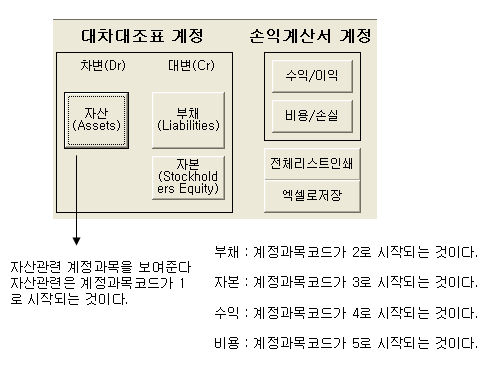 대차대조표 계정
손익계산서 계정
차변(Dr)
대변(Cr)
자산
(Assets)
부채
(Liabilities)
자본
(Stockhold
ers Equity)
수익/이익
비용/손실
전체리스트인쇄
엑셀로저장
자산관련 계정과목을 보여준다
자산관련은 계정과목코드가 1
로 시작되는 것이다.
부채 : 계정과목코드가 2로 시작되는 것이다.
자본 : 계정과목코드가 3로 시작되는 것이다.
수익 : 계정과목코드가 4로 시작되는 것이다.
비용 : 계정과목코드가 5로 시작되는 것이다.